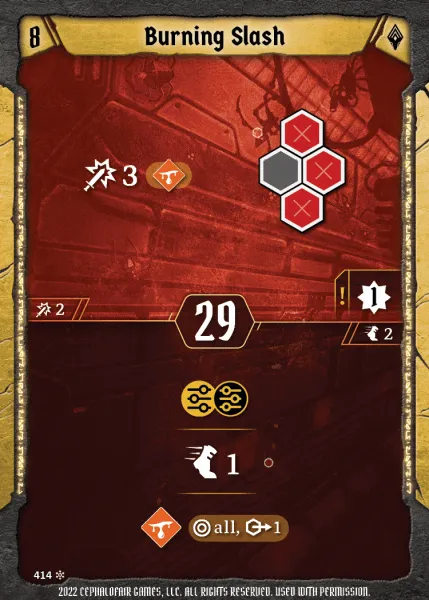 8 Burning Slash
3
! 1
2
29
2
1
all, 1
414
2022 CEPHALOFAIR GAMES, LLC. ALL RIGHTS RESERVED. USED WITH PERMISSION.